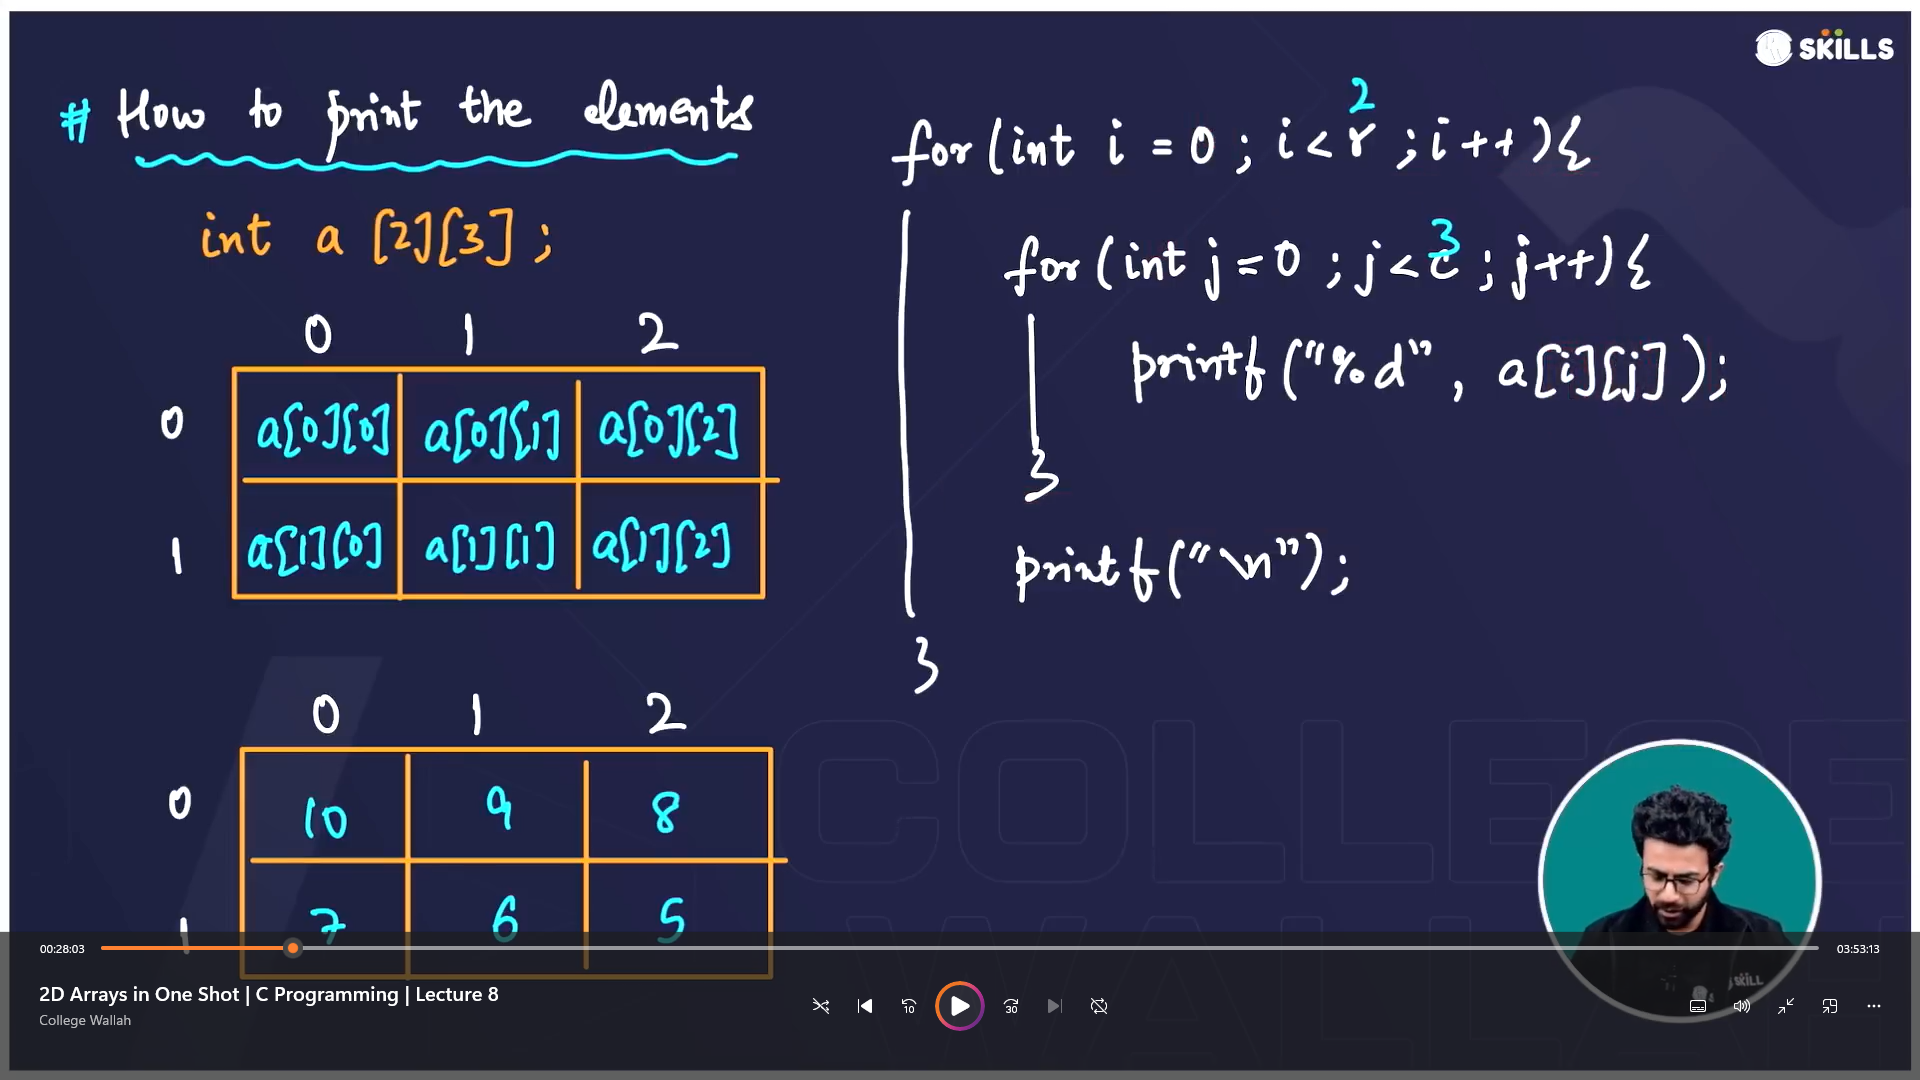 SKILLS
# How to print the elements
int a [2][3] ;
0 1 2
0 a[0][0] a[0][1] a[0][2]
1 a[1][0] a[1][1] a[1][2]
0 1 2
0 10 9 8
1 7 6 5
2
for (int i = 0 ; i < r ; i++){
3
for (int j = 0 ; j < c ; j++){
printf ("%d" , a[i][j] );
}
printf ("\n");
}
COLLEGE
WALLAH
SKILL
00:28:03
03:53:13
2D Arrays in One Shot | C Programming | Lecture 8
College Wallah
10
30